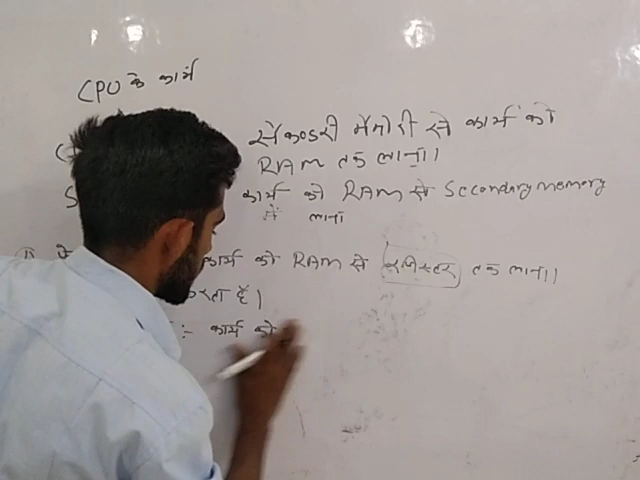 CPU के कार्य
सेकण्डरी मैमोरी से कार्य को
RAM तक लाना।
कार्य को RAM से Secondary memory
में लाना
कार्य को RAM से रजिस्टर तक लाना।
करता है।
:- कार्य को